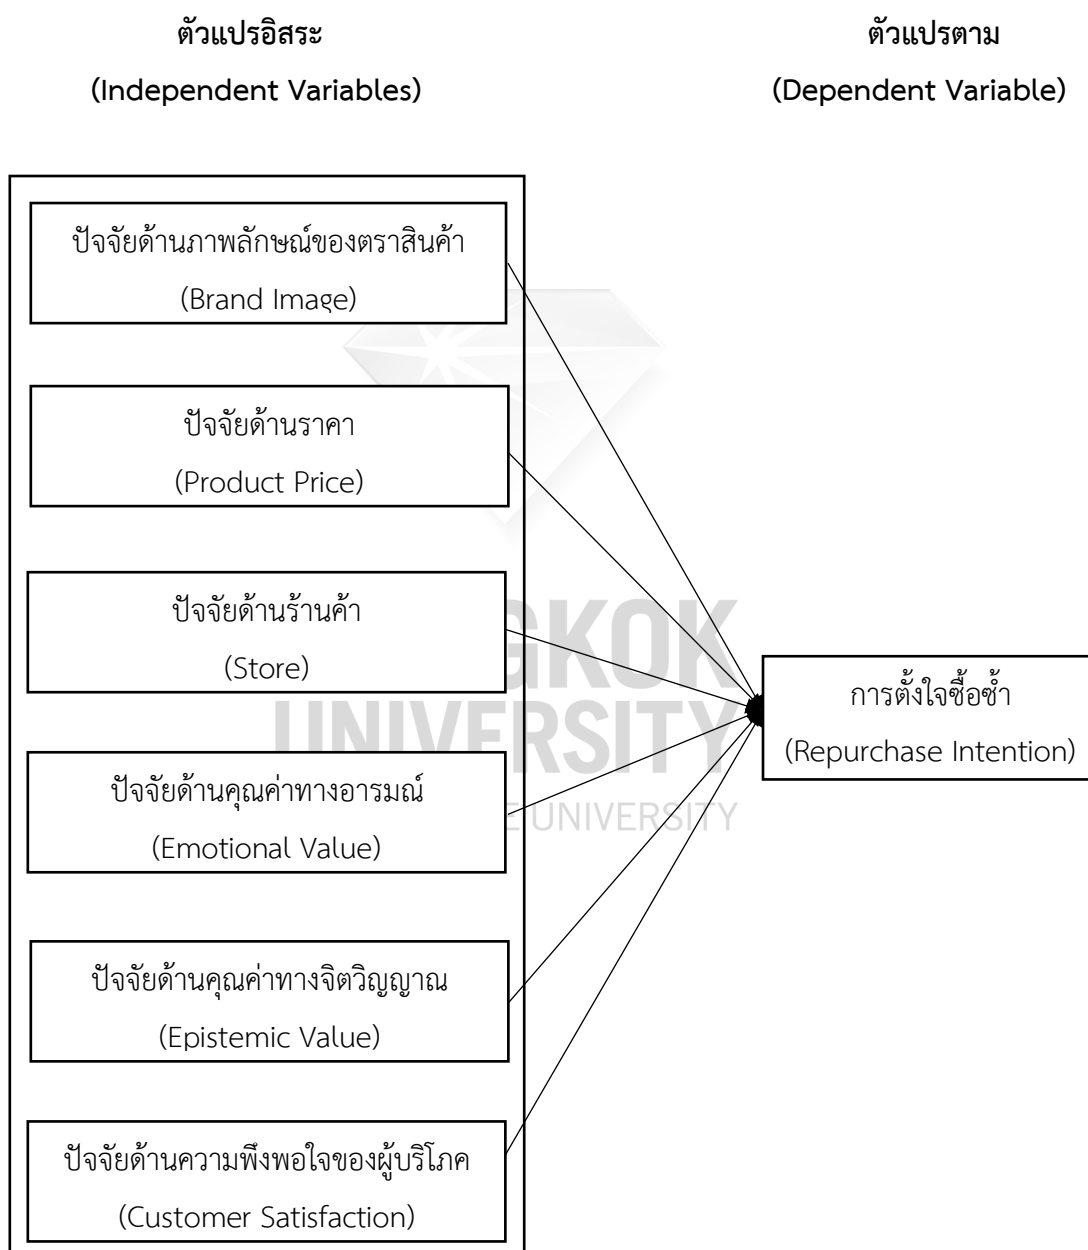 ตัวแปรอิสระ
(Independent Variables)
ตัวแปรตาม
(Dependent Variable)
ปัจจัยด้านภาพลักษณ์ของตราสินค้า
(Brand Image)
ปัจจัยด้านราคา
(Product Price)
ปัจจัยด้านร้านค้า
(Store)
ปัจจัยด้านคุณค่าทางอารมณ์
(Emotional Value)
ปัจจัยด้านคุณค่าทางจิตวิญญาณ
(Epistemic Value)
ปัจจัยด้านความพึงพอใจของผู้บริโภค
(Customer Satisfaction)
การตั้งใจซื้อซ้ำ
(Repurchase Intention)
UNIVERSITY
UNIVERSITY